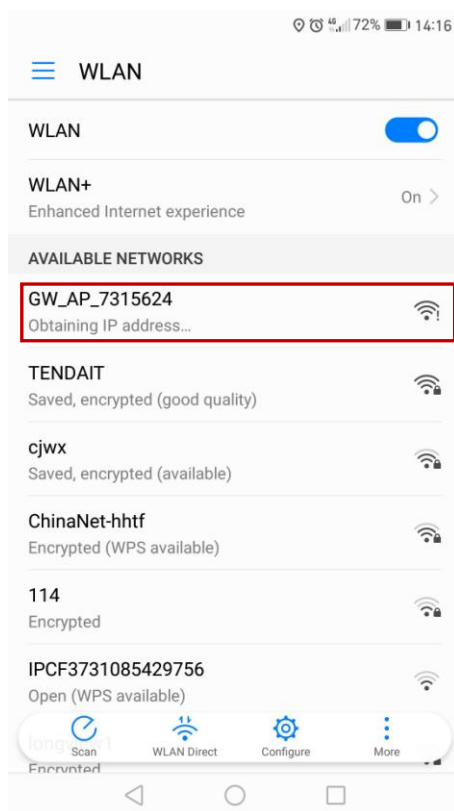 46 72% 14:16
WLAN
WLAN
WLAN+
Enhanced Internet experience
On
AVAILABLE NETWORKS
GW_AP_7315624
Obtaining IP address...
TENDAIT
Saved, encrypted (good quality)
cjwx
Saved, encrypted (available)
ChinaNet-hhtf
Encrypted (WPS available)
114
Encrypted
IPCF3731085429756
Open (WPS available)
Scan WLAN Direct Configure More
Encrypted